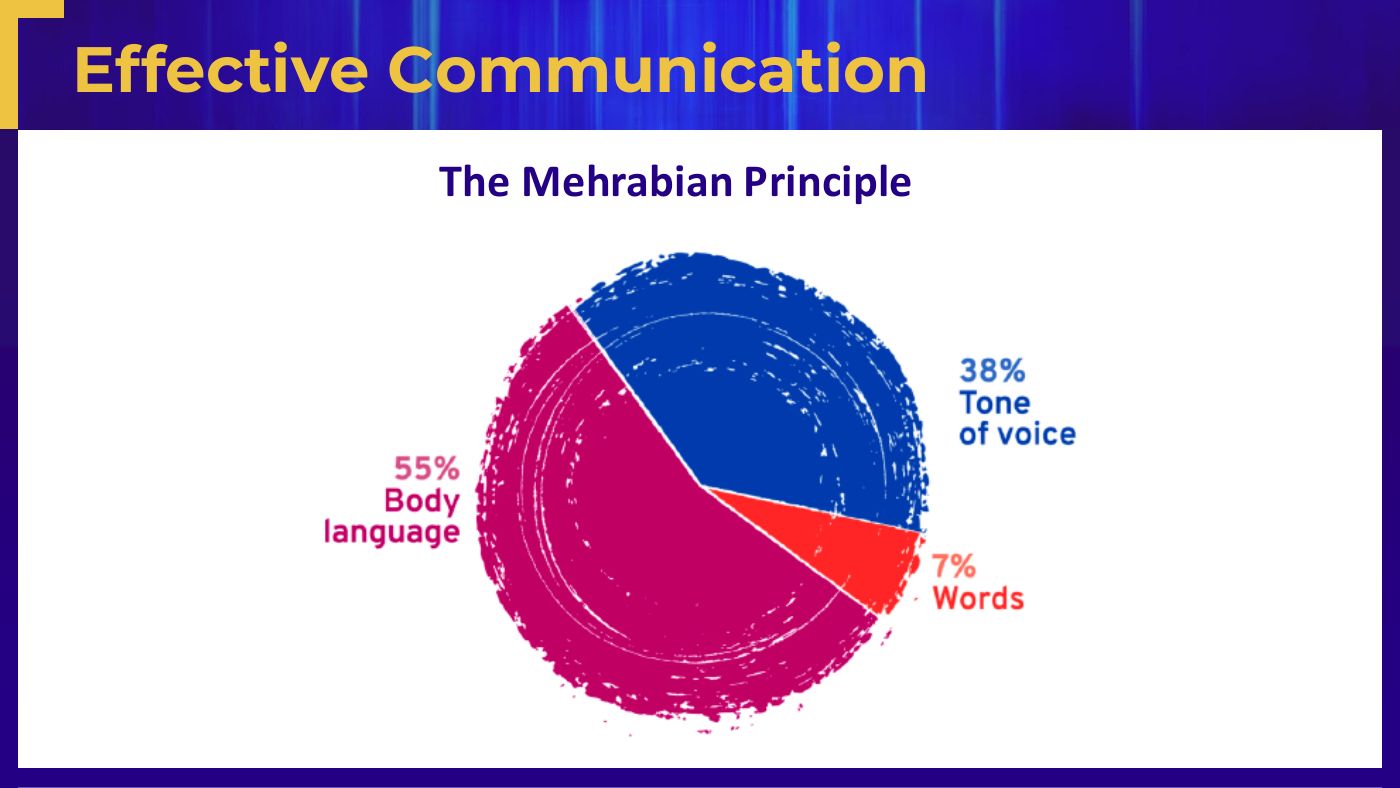 Effective Communication
The Mehrabian Principle
38%
Tone
of voice
55%
Body
language
7%
Words